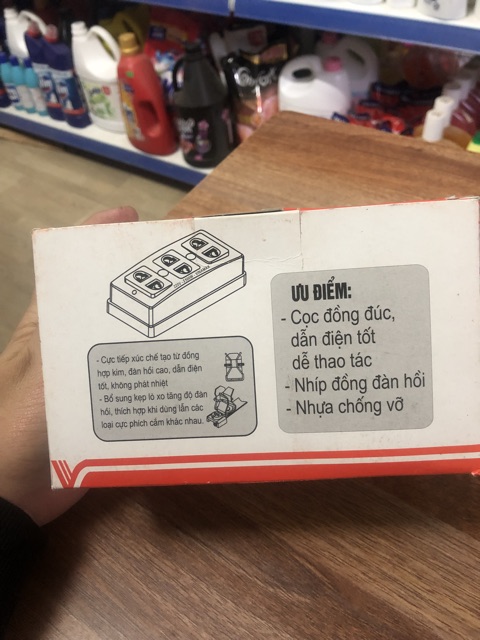 - Cực tiếp xúc chế tạo từ đồng
hợp kim, đàn hồi cao, dẫn điện
tốt, không phát nhiệt
- Bổ sung kẹp lò xo tăng độ đàn
hồi, thích hợp khi dùng lẫn các
loại cực phích cắm khác nhau.
ƯU ĐIỂM:
- Cọc đồng đúc,
dẫn điện tốt
dễ thao tác
- Nhíp đồng đàn hồi
- Nhựa chống vỡ